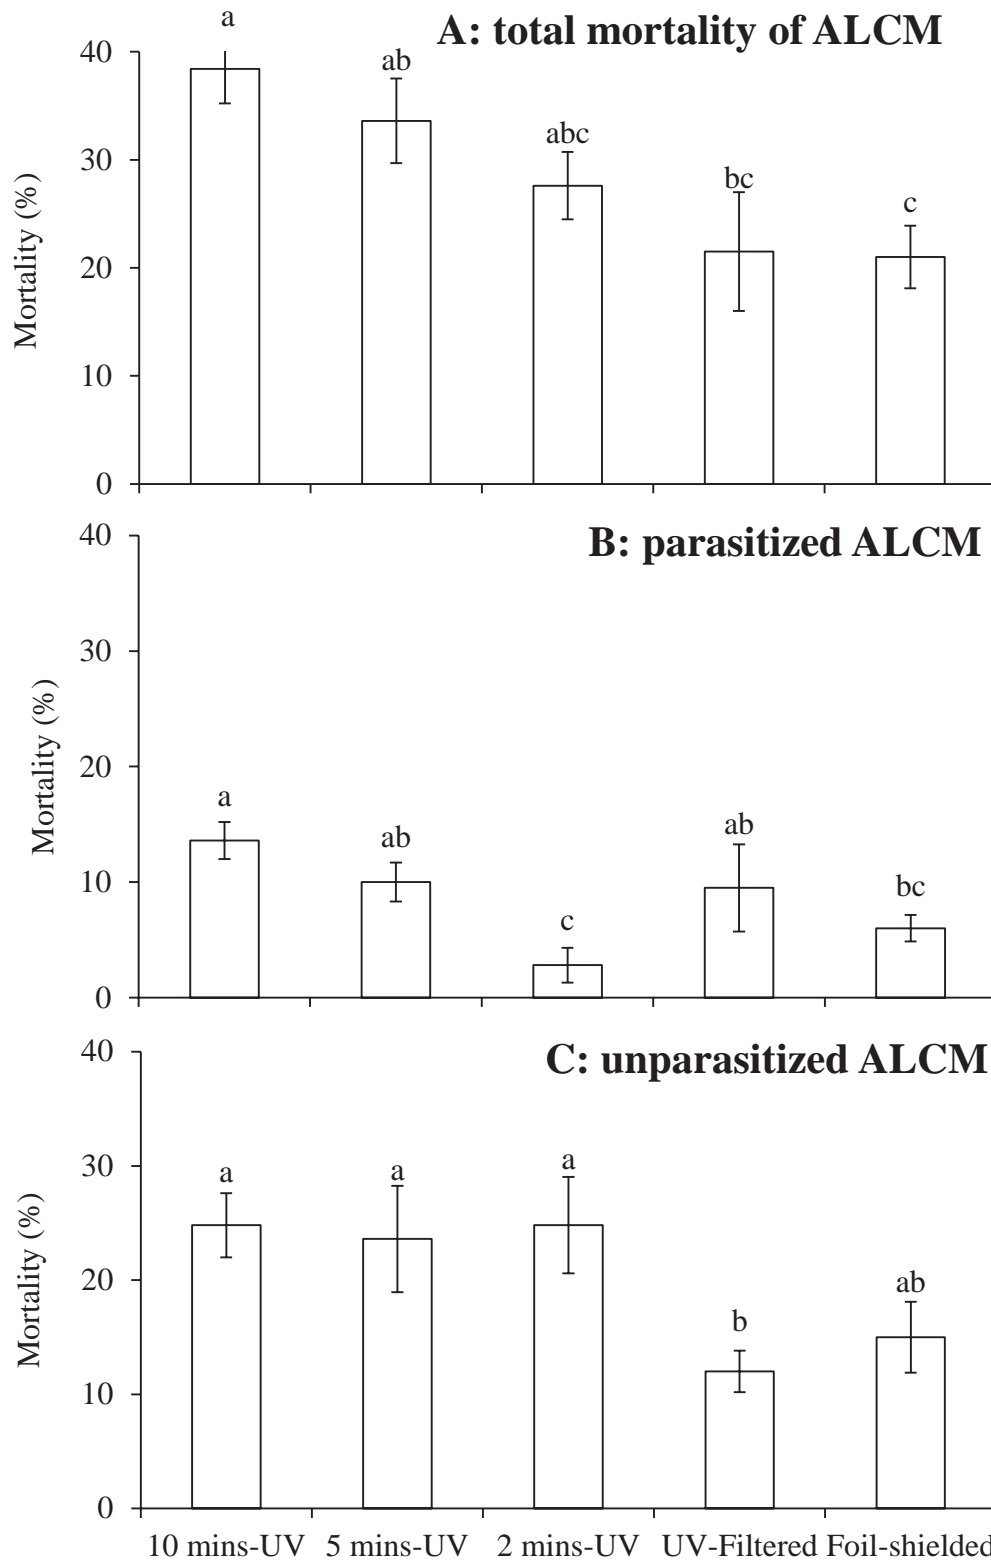 A: total mortality of ALCM
a
ab
abc
bc
c
40
30
20
10
0
Mortality (%)
B: parasitized ALCM
a
ab
c
ab
bc
40
30
20
10
0
Mortality (%)
C: unparasitized ALCM
a
a
a
b
ab
40
30
20
10
0
Mortality (%)
10 mins-UV 5 mins-UV 2 mins-UV UV-Filtered Foil-shielded